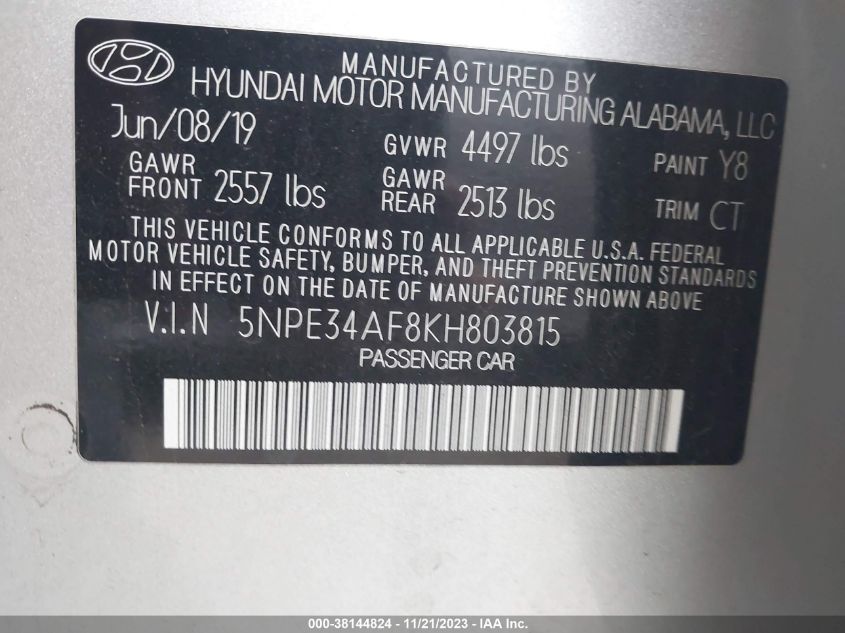 MANUFACTURED BY
HYUNDAI MOTOR MANUFACTURING ALABAMA, LLC
Jun/08/19 GVWR 4497 lbs PAINT Y8
GAWR FRONT 2557 lbs GAWR REAR 2513 lbs TRIM CT
THIS VEHICLE CONFORMS TO ALL APPLICABLE U.S.A. FEDERAL
MOTOR VEHICLE SAFETY, BUMPER, AND THEFT PREVENTION STANDARDS
IN EFFECT ON THE DATE OF MANUFACTURE SHOWN ABOVE
V.I.N 5NPE34AF8KH803815
PASSENGER CAR
000-38144824 - 11/21/2023 - IAA Inc.